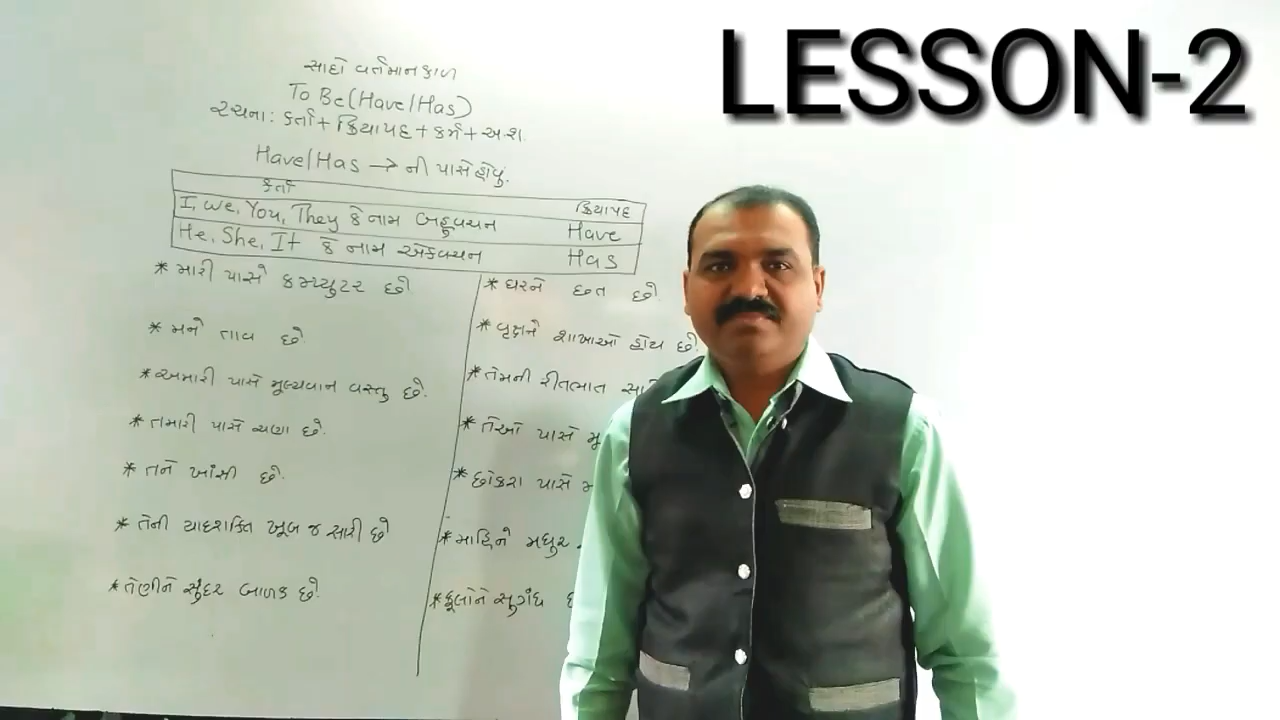 LESSON-2
સાદો વર્તમાનકાળ
To Be (Have/Has)
રચના: કર્તા + ક્રિયાપદ + કર્મ + અ.શ.
Have/Has → ની પાસે હોવું.
કર્તા ક્રિયાપદ
I, We, You, They કે નામ બહુવચન Have
He, She, It કે નામ એકવચન Has
* મારી પાસે કમ્પ્યુટર છે
* મને તાવ છે.
* અમારી પાસે મૂલ્યવાન વસ્તુ છે.
* તમારી પાસે છે.
* તને ખાંસી છે.
* તેની યાદશક્તિ ખૂબ જ સારી છે
* તેણીને સુંદર બાળક છે.
* ઘરને છત છે.
* વૃક્ષને શાખાઓ હોય છે.
* તેમની રીતભાત
* તેઓ પાસે
* છોકરા પાસે
* માહિને મધુર
* ફૂલોને સુગંધ